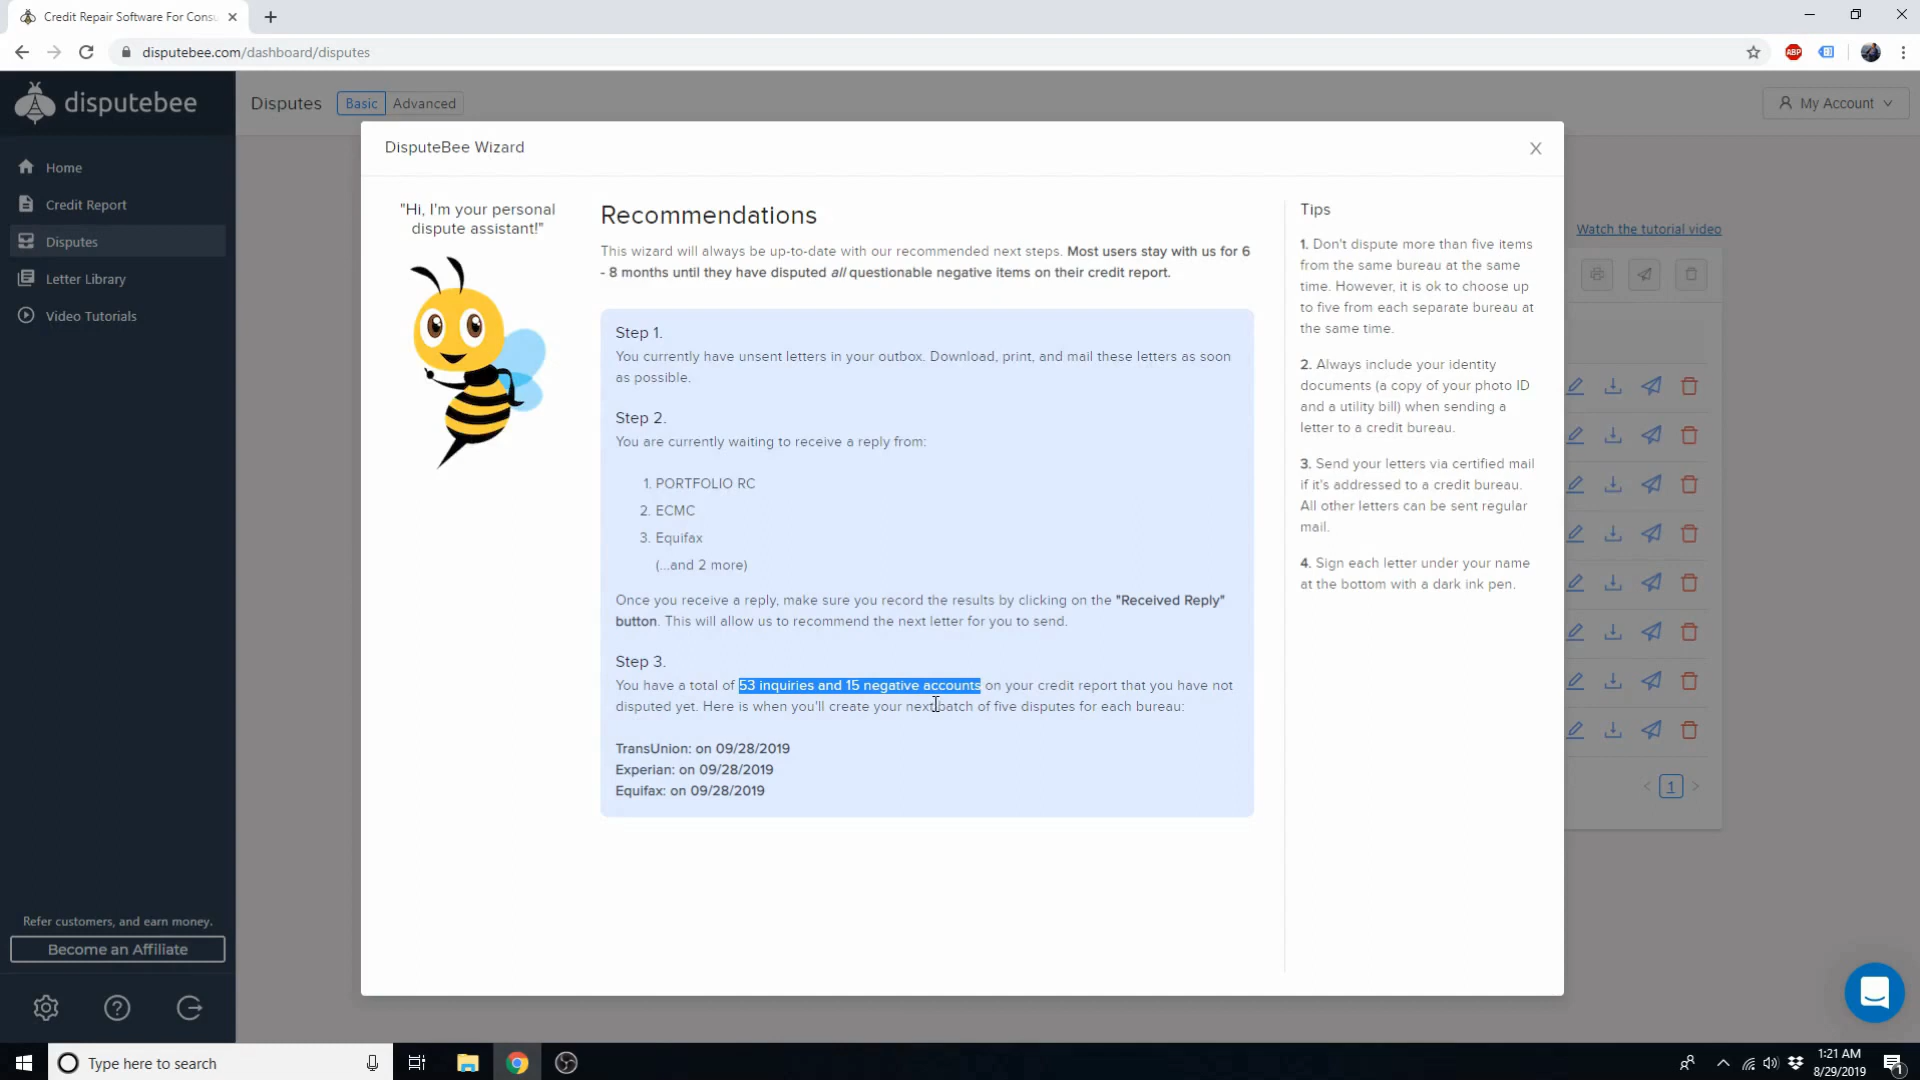 Credit Repair Software For Consu
disputebee.com/dashboard/disputes
ABP
disputebee
Disputes
Basic
Advanced
My Account
Home
Credit Report
Disputes
Letter Library
Video Tutorials
Watch the tutorial video
DisputeBee Wizard
"Hi, I'm your personal
dispute assistant!"
Recommendations
This wizard will always be up-to-date with our recommended next steps. Most users stay with us for 6
- 8 months until they have disputed all questionable negative items on their credit report.
Step 1.
You currently have unsent letters in your outbox. Download, print, and mail these letters as soon
as possible.
Step 2.
You are currently waiting to receive a reply from:
1. PORTFOLIO RC
2. ECMC
3. Equifax
(...and 2 more)
Once you receive a reply, make sure you record the results by clicking on the "Received Reply"
button. This will allow us to recommend the next letter for you to send.
Step 3.
You have a total of 53 inquiries and 15 negative accounts on your credit report that you have not
disputed yet. Here is when you'll create your next batch of five disputes for each bureau:
TransUnion: on 09/28/2019
Experian: on 09/28/2019
Equifax: on 09/28/2019
Tips
1. Don't dispute more than five items
from the same bureau at the same
time. However, it is ok to choose up
to five from each separate bureau at
the same time.
2. Always include your identity
documents (a copy of your photo ID
and a utility bill) when sending a
letter to a credit bureau.
3. Send your letters via certified mail
if it's addressed to a credit bureau.
All other letters can be sent regular
mail.
4. Sign each letter under your name
at the bottom with a dark ink pen.
1
Refer customers, and earn money.
Become an Affiliate
Type here to search
1:21 AM
8/29/2019
1